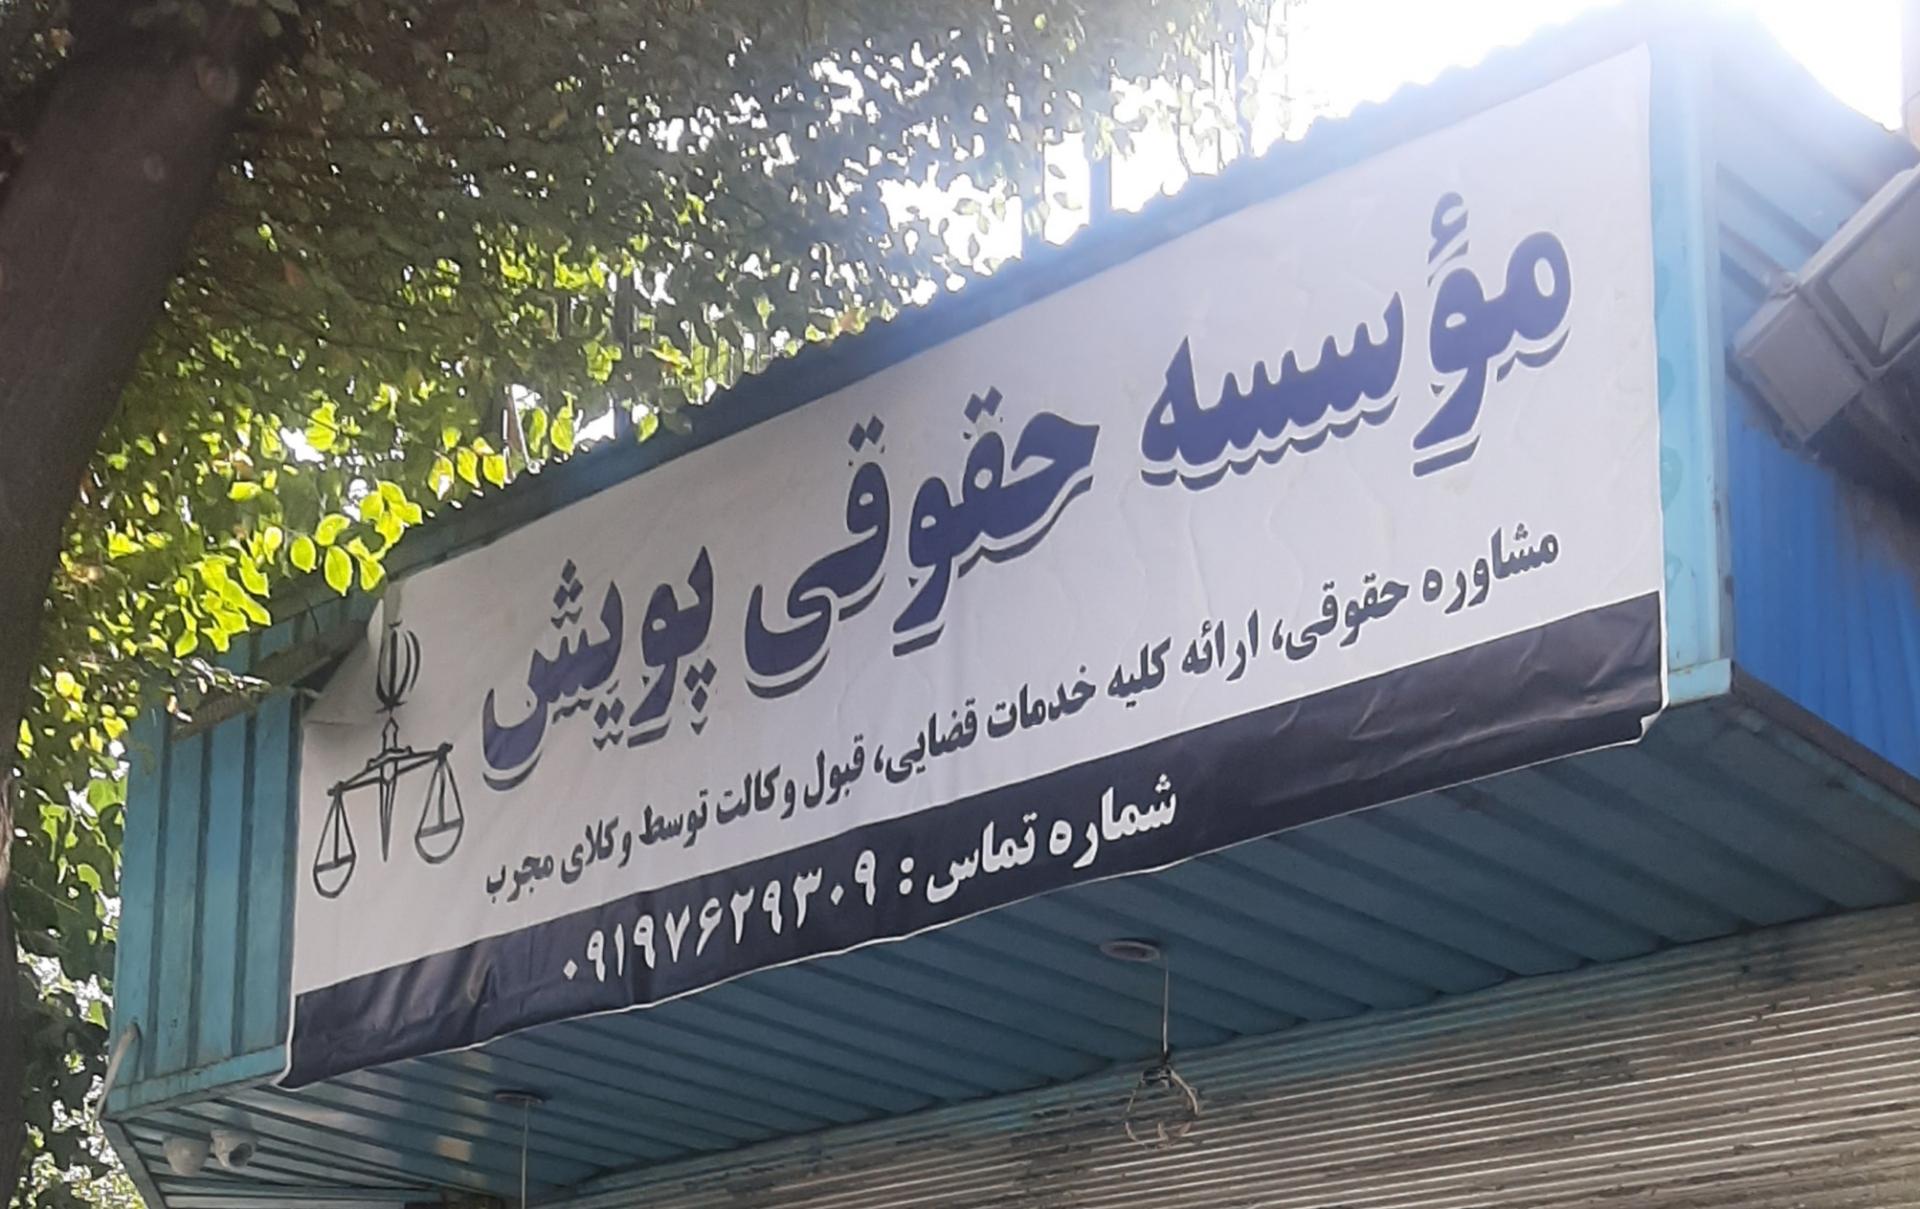 مؤسسه حقوقی پویش
مشاوره حقوقی، ارائه کلیه خدمات قضایی، قبول وکالت توسط وکلای مجرب
شماره تماس : ۰۹۱۹۷۶۲۹۳۰۹